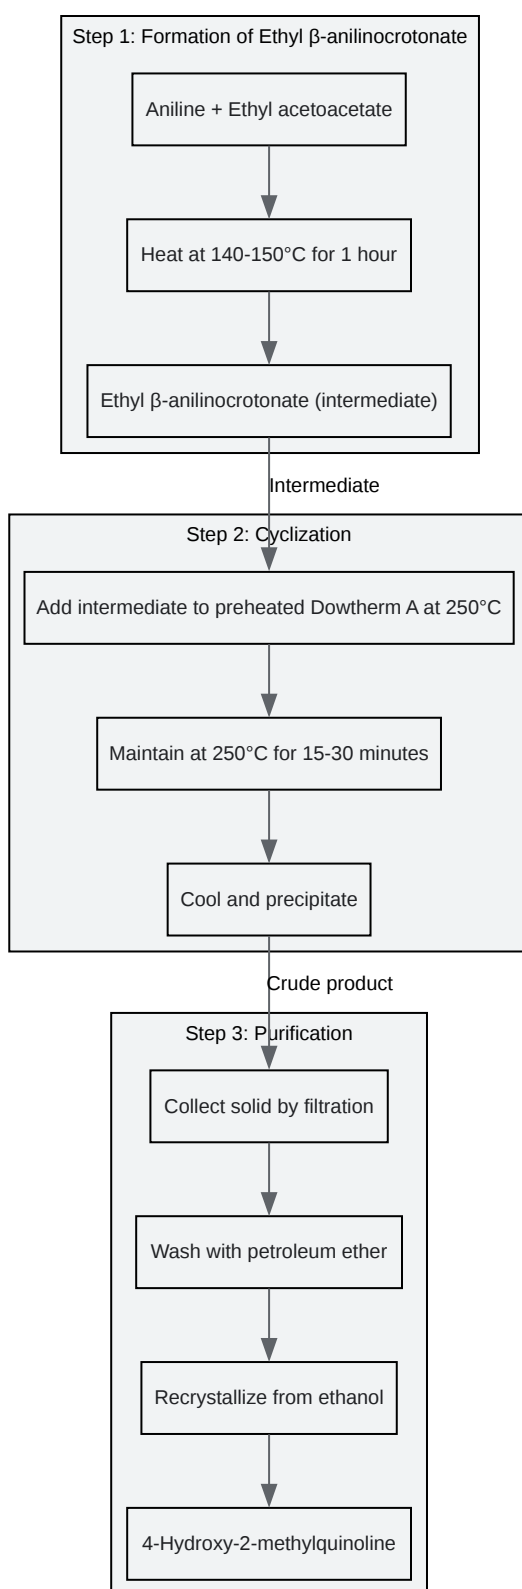 Step 1: Formation of Ethyl β-anilinocrotonate
Aniline + Ethyl acetoacetate
Heat at 140-150°C for 1 hour
Ethyl β-anilinocrotonate (intermediate)
Intermediate
Step 2: Cyclization
Add intermediate to preheated Dowtherm A at 250°C
Maintain at 250°C for 15-30 minutes
Cool and precipitate
Crude product
Step 3: Purification
Collect solid by filtration
Wash with petroleum ether
Recrystallize from ethanol
4-Hydroxy-2-methylquinoline